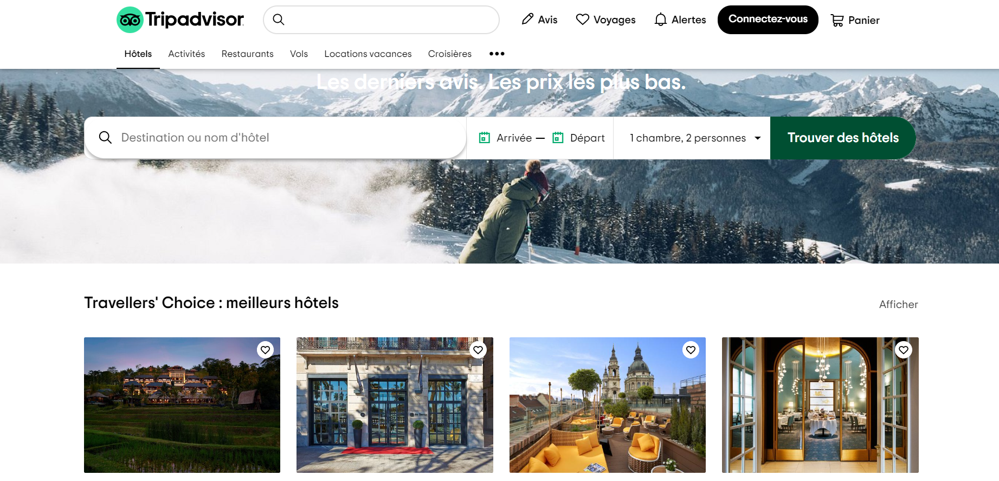 Tripadvisor
Avis
Voyages
Alertes
Connectez-vous
Panier
Hôtels
Activités
Restaurants
Vols
Locations vacances
Croisières
Les derniers avis. Les prix les plus bas.
Destination ou nom d'hôtel
Arrivée — Départ
1 chambre, 2 personnes
Trouver des hôtels
Travellers' Choice : meilleurs hôtels
Afficher